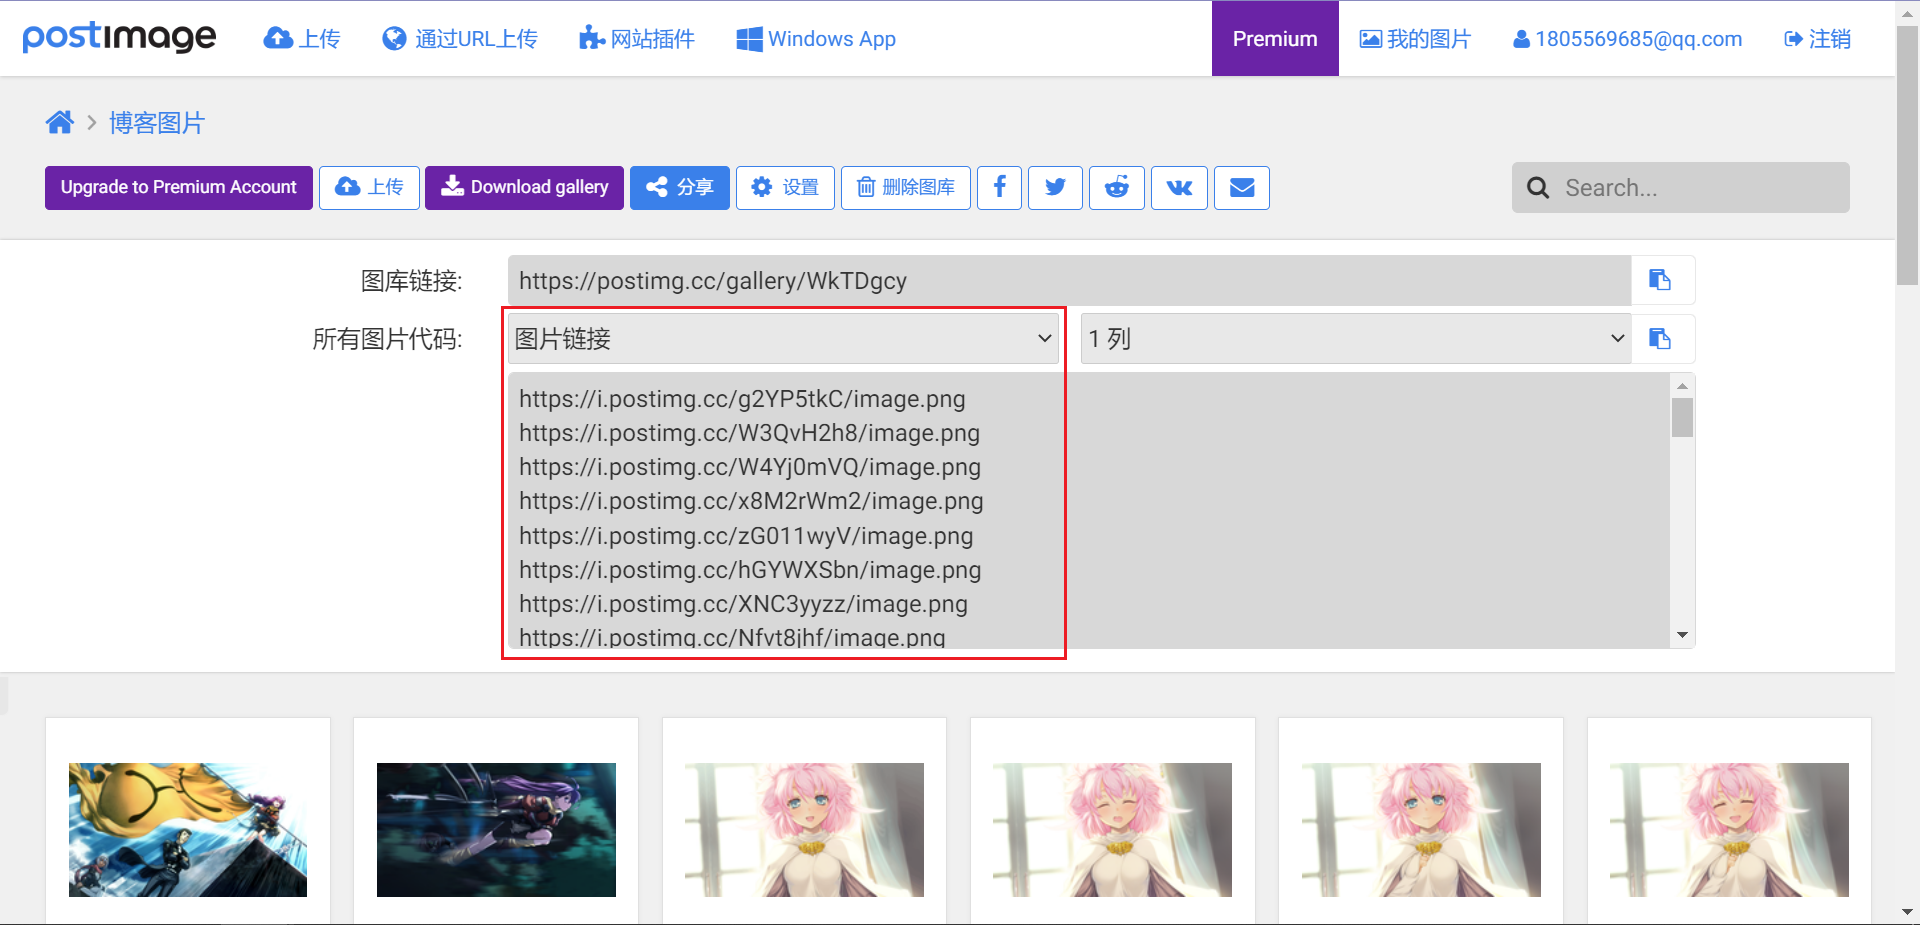 postimage
上传
通过URL上传
网站插件
Windows App
Premium
我的图片
1805569685@qq.com
注销
博客图片
Upgrade to Premium Account
上传
Download gallery
分享
设置
删除图库
Search...
图库链接:
https://postimg.cc/gallery/WkTDgcy
所有图片代码:
图片链接
1 列
https://i.postimg.cc/g2YP5tkC/image.png
https://i.postimg.cc/W3QvH2h8/image.png
https://i.postimg.cc/W4Yj0mVQ/image.png
https://i.postimg.cc/x8M2rWm2/image.png
https://i.postimg.cc/zG011wyV/image.png
https://i.postimg.cc/hGYWXSbn/image.png
https://i.postimg.cc/XNC3yyzz/image.png
https://i.postimg.cc/Nfvt8jhf/image.png